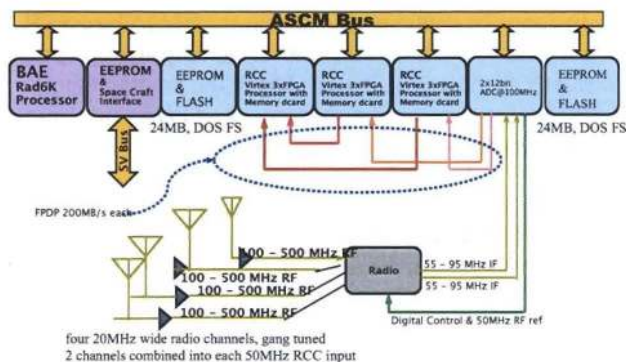 ASCM Bus
BAE
Rad6K
Processor
EEPROM
&
Space Craft
Interface
EEPROM
&
FLASH
RCC
Virtex 3xFPGA
Processor with
Memory dcard
RCC
Virtex 3xFPGA
Processor with
Memory dcard
RCC
Virtex 3xFPGA
Processor with
Memory dcard
2x12bin
ADC@100MHz
EEPROM
&
FLASH
24MB, DOS FS
24MB, DOS FS
SV Bus
FPDP 200MB/s each
100 - 500 MHz RF
100 - 500 MHz RF
100 - 500 MHz RF
100 - 500 MHz RF
Radio
55 - 95 MHz IF
55 - 95 MHz IF
Digital Control & 50MHz RF ref
four 20MHz wide radio channels, gang tuned
2 channels combined into each 50MHz RCC input